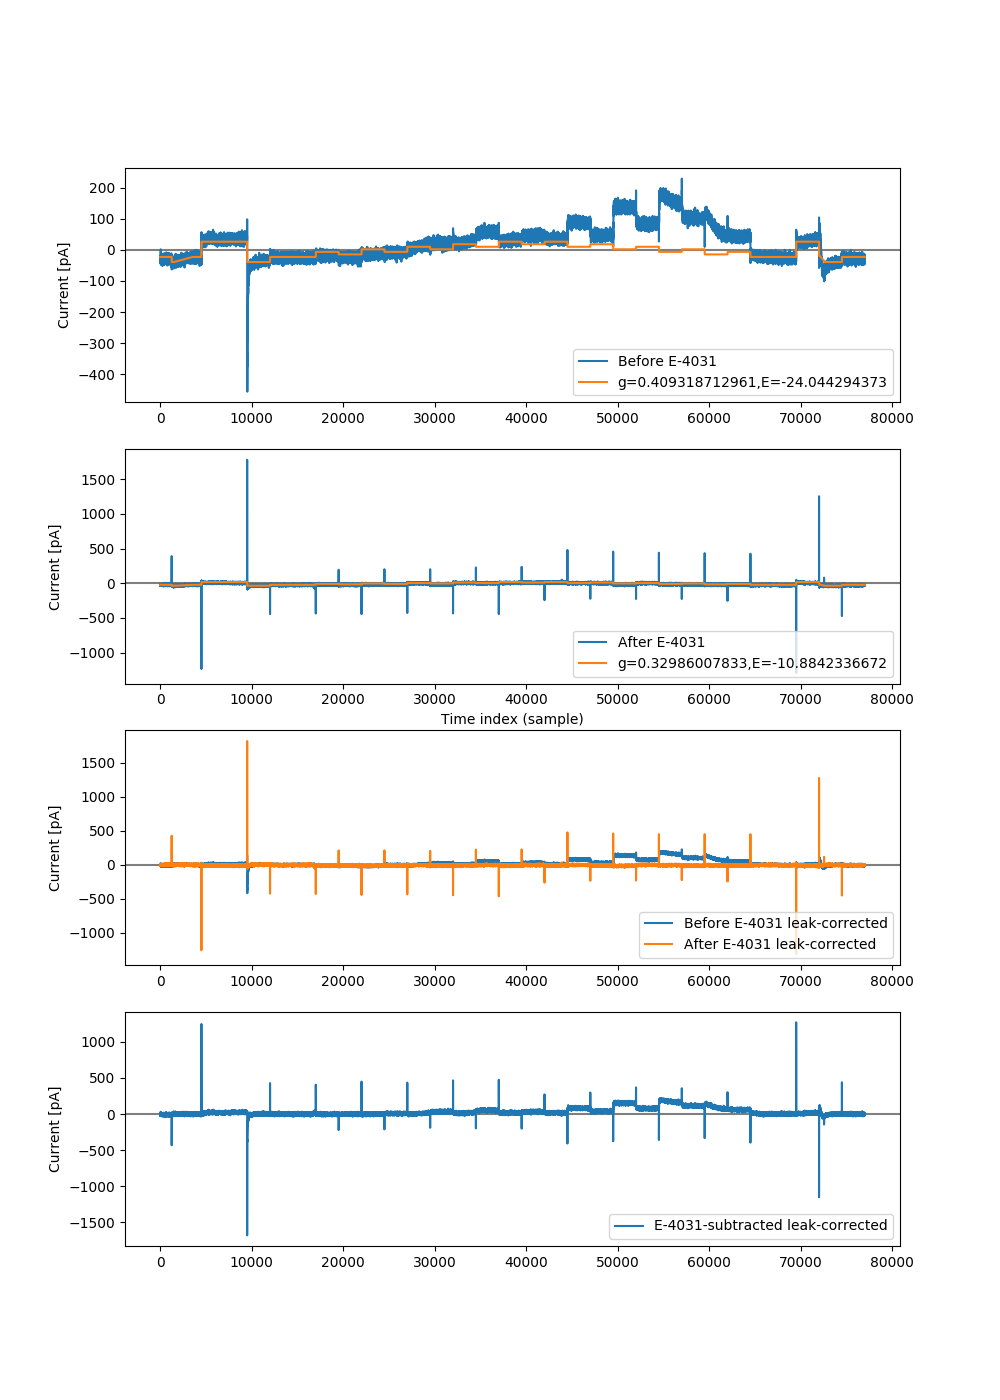 200
100
0
−100
−200
−300
−400
Current [pA]
Before E-4031
g=0.409318712961,E=-24.044294373
0 10000 20000 30000 40000 50000 60000 70000 80000
1500
1000
500
0
−500
−1000
Current [pA]
After E-4031
g=0.32986007833,E=-10.8842336672
0 10000 20000 30000 40000 50000 60000 70000 80000
Time index (sample)
1500
1000
500
0
−500
−1000
Current [pA]
Before E-4031 leak-corrected
After E-4031 leak-corrected
0 10000 20000 30000 40000 50000 60000 70000 80000
1000
500
0
−500
−1000
−1500
Current [pA]
E-4031-subtracted leak-corrected
0 10000 20000 30000 40000 50000 60000 70000 80000